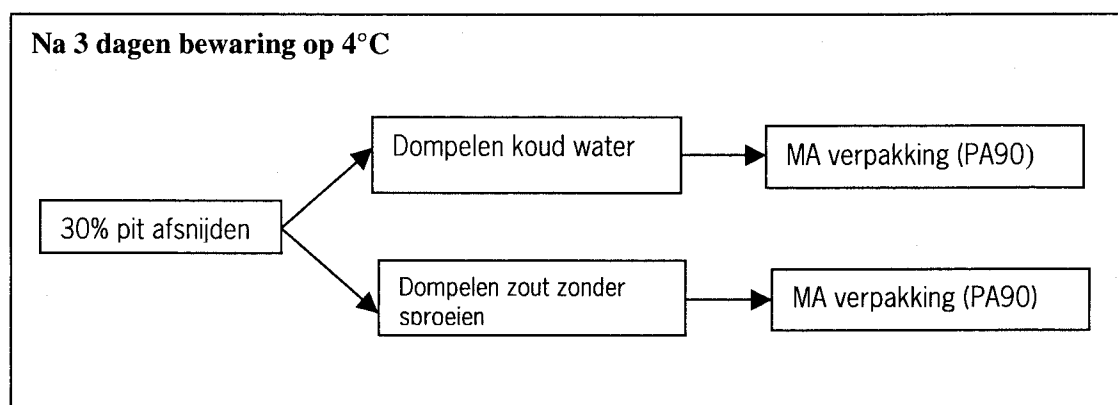 Na 3 dagen bewaring op 4°C
Dompelen koud water
MA verpakking (PA90)
30% pit afsnijden
Dompelen zout zonder
sproeien
MA verpakking (PA90)